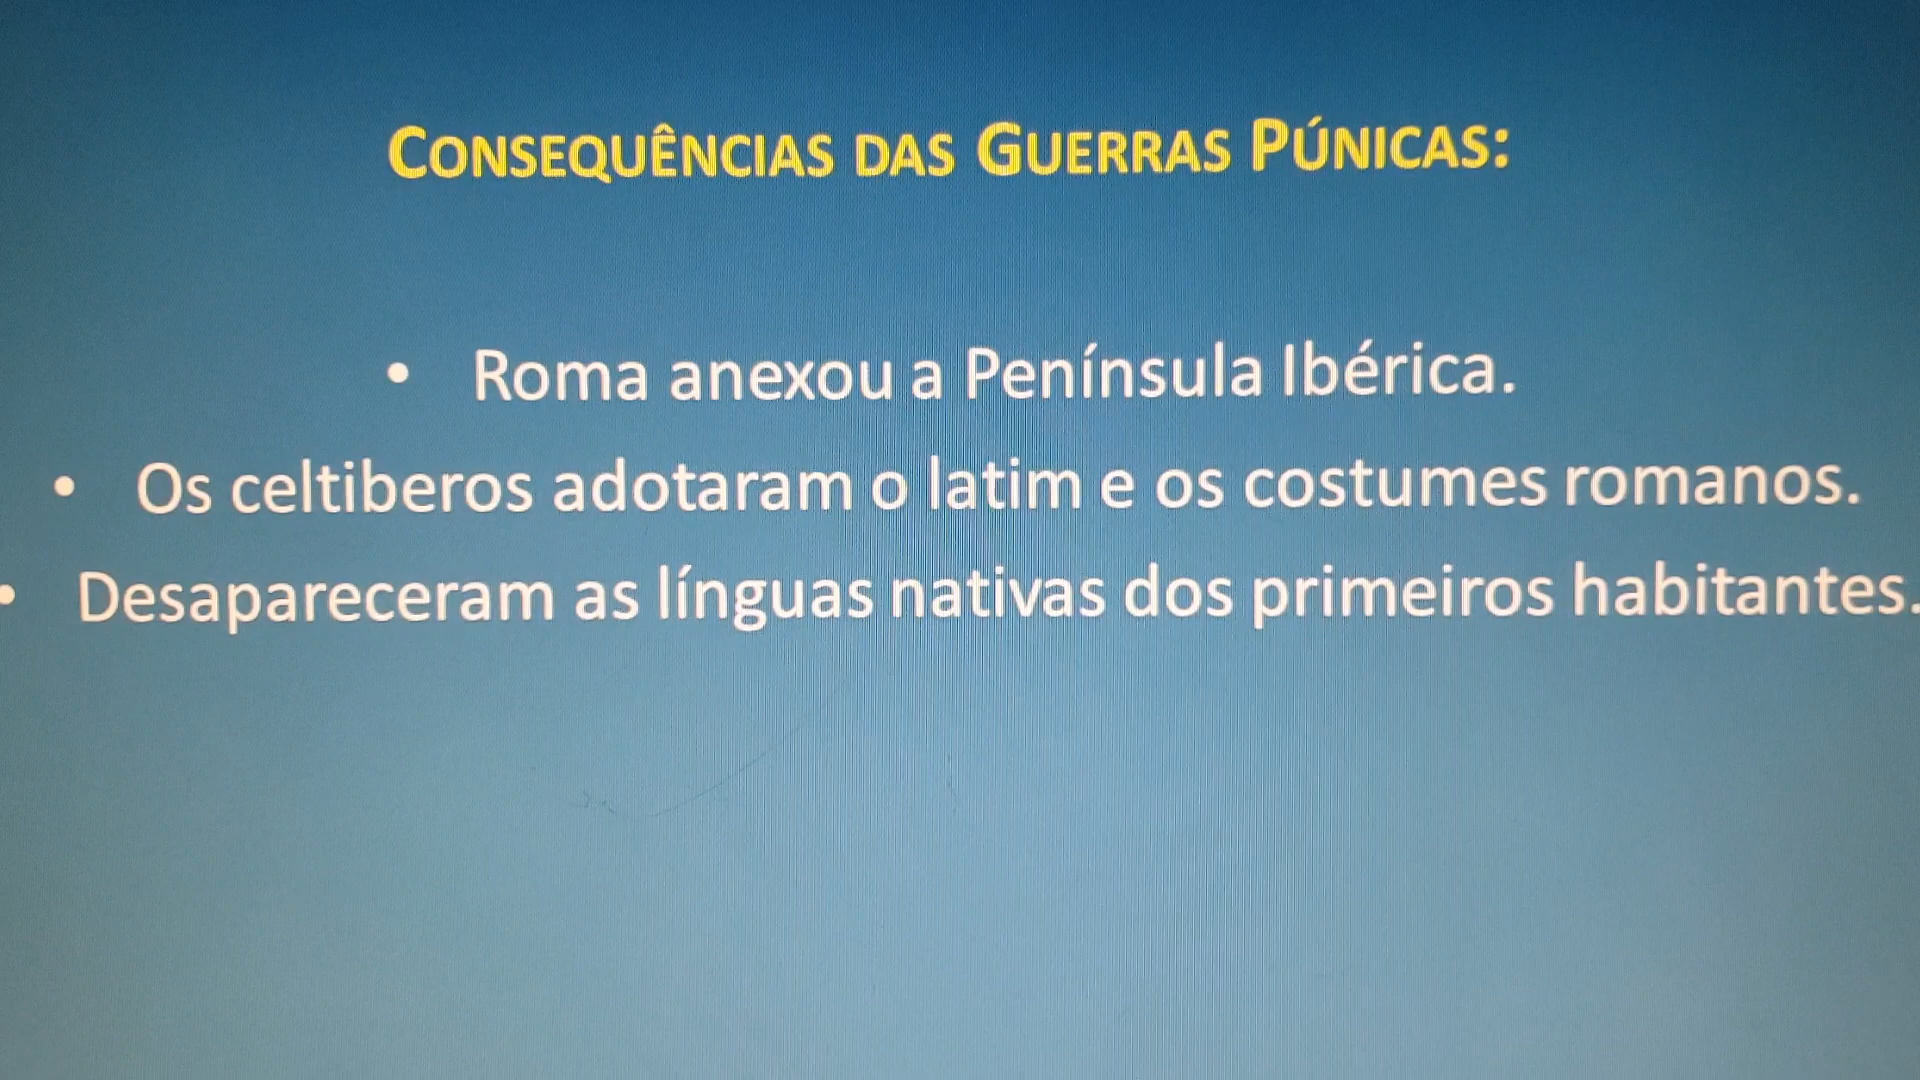 CONSEQUÊNCIAS DAS GUERRAS PÚNICAS:
• Roma anexou a Península Ibérica.
• Os celtiberos adotaram o latim e os costumes romanos.
• Desapareceram as línguas nativas dos primeiros habitantes.